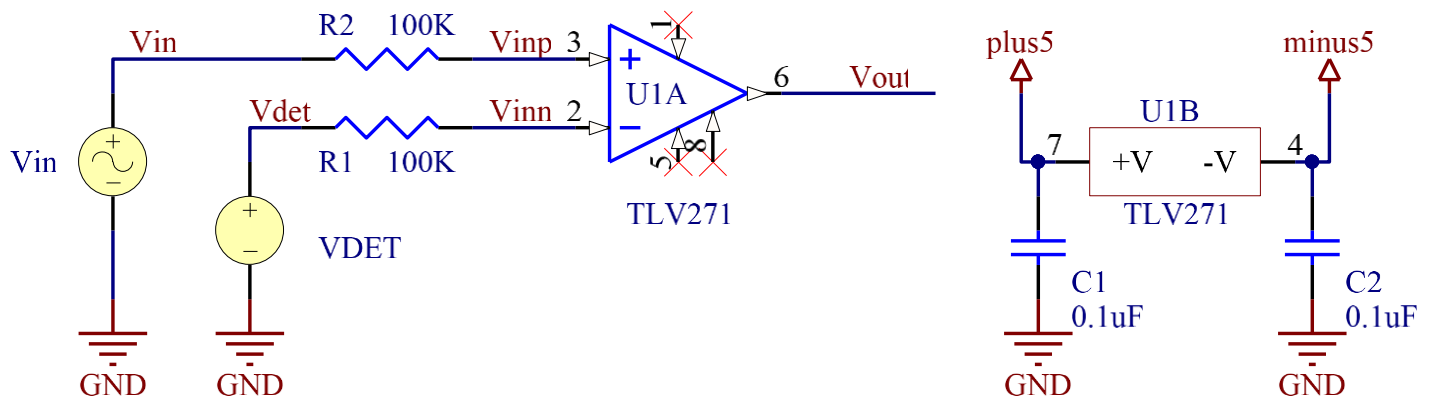 R2 100K
Vin
Vinp 3
1
+
U1A
6 Vout
Vdet
Vinn 2
−
R1 100K
5
8
TLV271
Vin
+
−
+
−
VDET
GND
GND
plus5
minus5
U1B
7
+V -V
4
TLV271
C1
0.1uF
C2
0.1uF
GND
GND